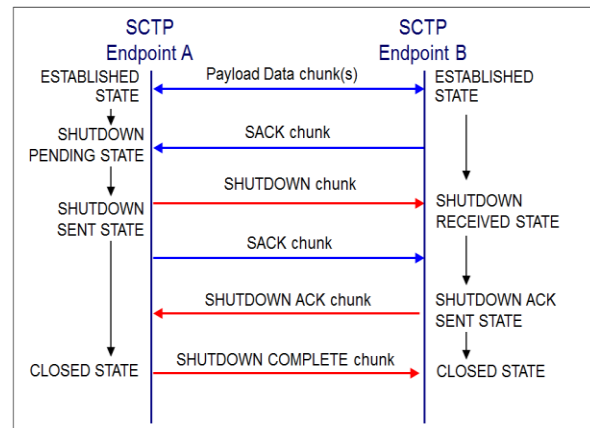 SCTP
Endpoint A
SCTP
Endpoint B
ESTABLISHED
STATE
Payload Data chunk(s)
ESTABLISHED
STATE
SHUTDOWN
PENDING STATE
SACK chunk
SHUTDOWN chunk
SHUTDOWN
SENT STATE
SHUTDOWN
RECEIVED STATE
SACK chunk
SHUTDOWN ACK chunk
SHUTDOWN ACK
SENT STATE
CLOSED STATE
SHUTDOWN COMPLETE chunk
CLOSED STATE